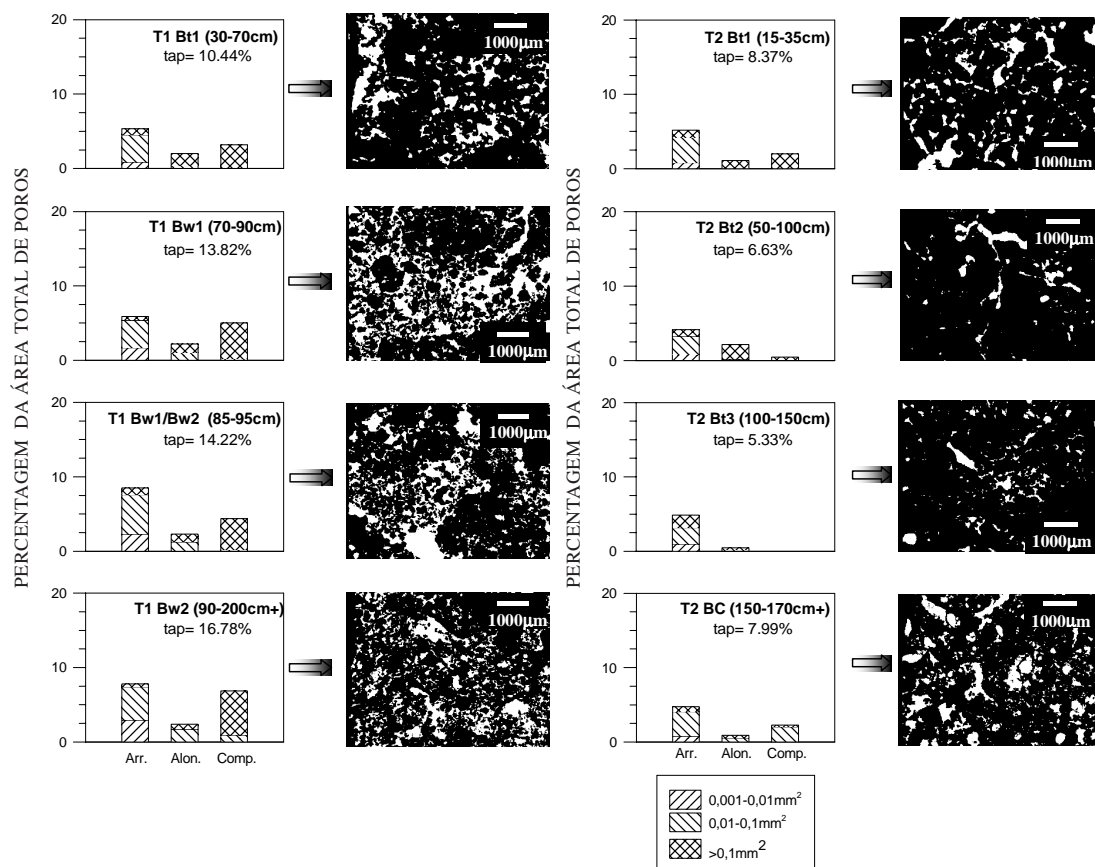 PERCENTAGEM DA ÁREA TOTAL DE POROS
20
10
0
T1 Bt1 (30-70cm)
tap= 10.44%
1000µm
20
10
0
T1 Bw1 (70-90cm)
tap= 13.82%
1000µm
20
10
0
T1 Bw1/Bw2 (85-95cm)
tap= 14.22%
1000µm
20
10
0
T1 Bw2 (90-200cm+)
tap= 16.78%
1000µm
Arr. Alon. Comp.
PERCENTAGEM DA ÁREA TOTAL DE POROS
20
10
0
T2 Bt1 (15-35cm)
tap= 8.37%
1000µm
20
10
0
T2 Bt2 (50-100cm)
tap= 6.63%
1000µm
20
10
0
T2 Bt3 (100-150cm)
tap= 5.33%
1000µm
20
10
0
T2 BC (150-170cm+)
tap= 7.99%
1000µm
Arr. Alon. Comp.
0,001-0,01mm²
0,01-0,1mm²
>0,1mm²